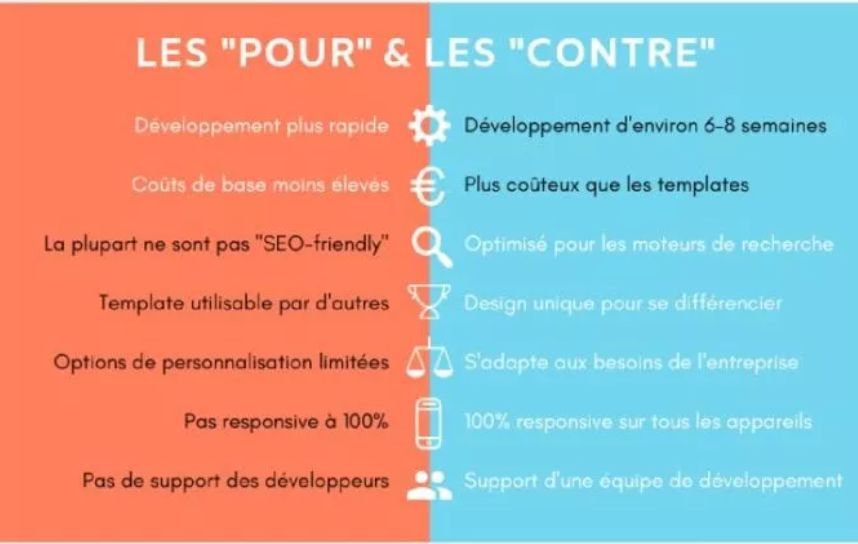 LES "POUR" & LES "CONTRE"
Développement plus rapide
Développement d'environ 6-8 semaines
Coûts de base moins élevés
Plus coûteux que les templates
La plupart ne sont pas "SEO-friendly"
Optimisé pour les moteurs de recherche
Template utilisable par d'autres
Design unique pour se différencier
Options de personnalisation limitées
S'adapte aux besoins de l'entreprise
Pas responsive à 100%
100% responsive sur tous les appareils
Pas de support des développeurs
Support d'une équipe de développement